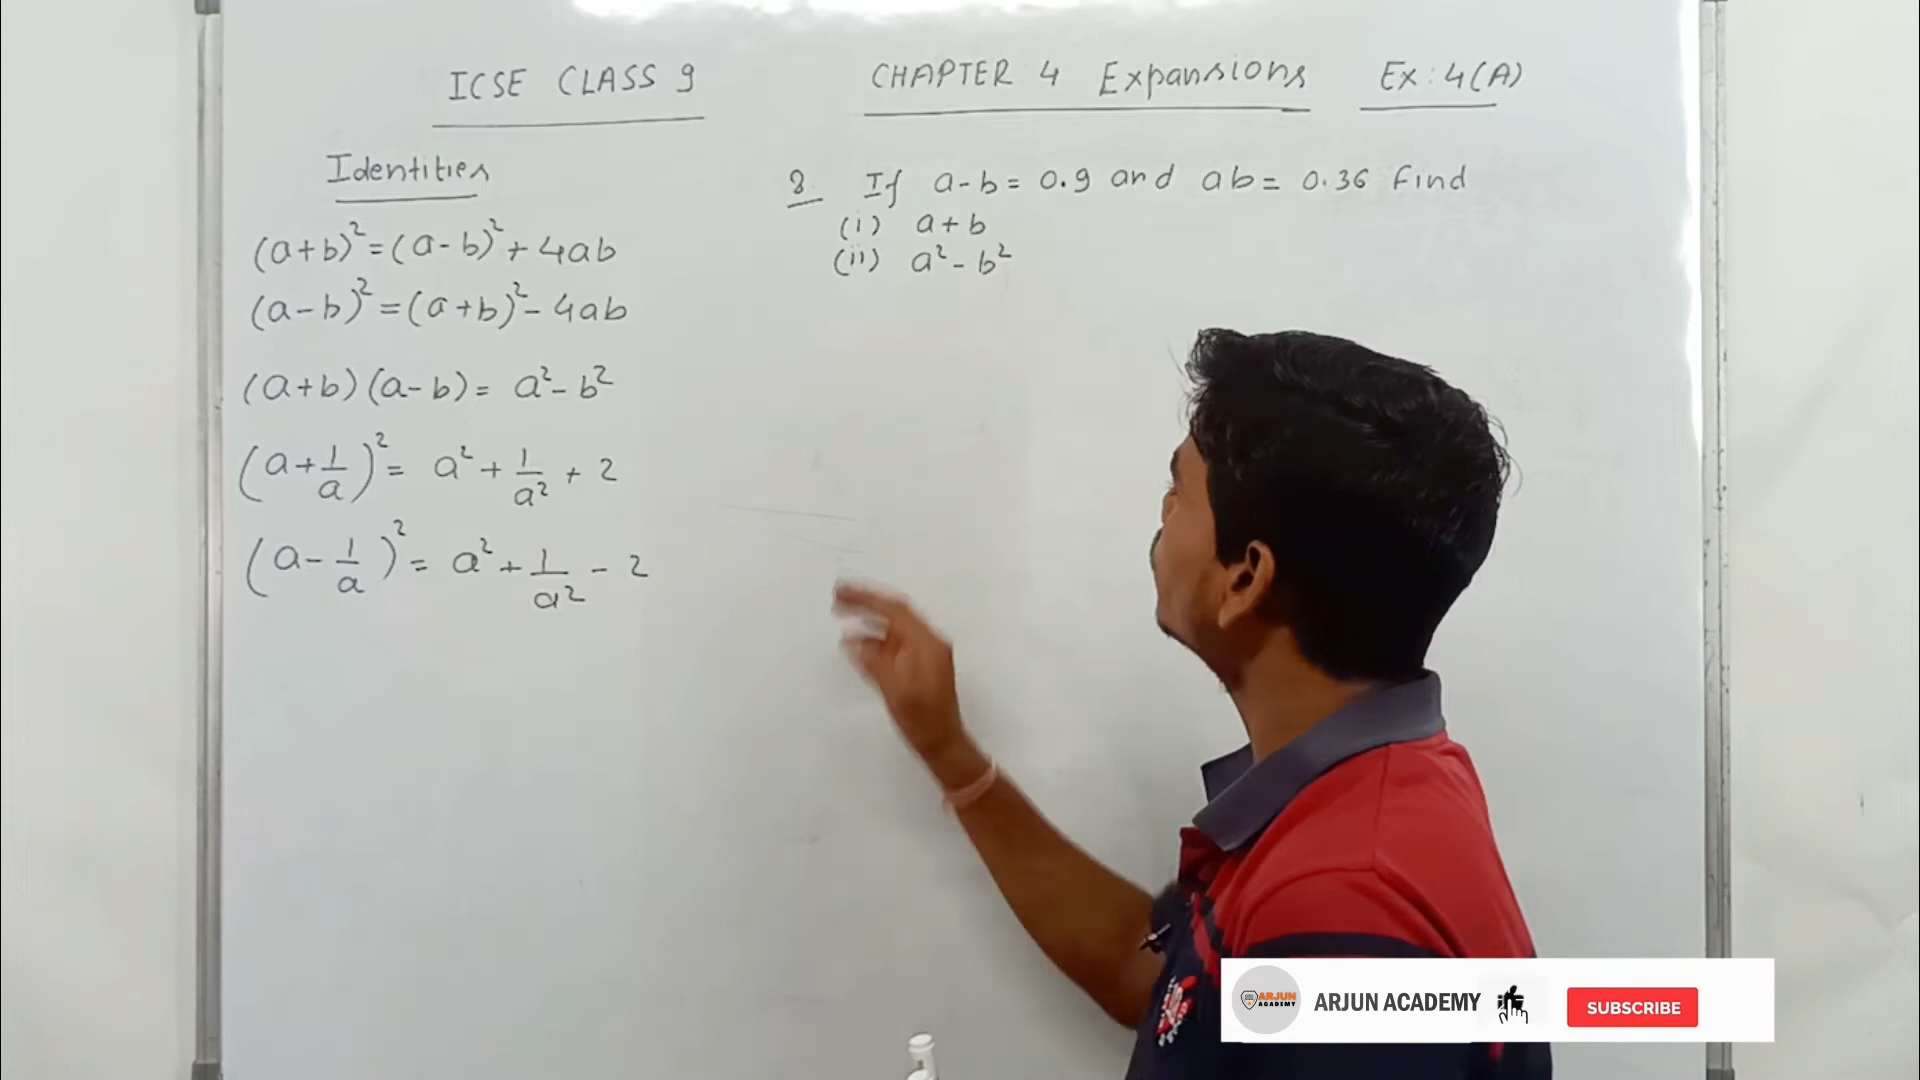 ICSE CLASS 9
CHAPTER 4 Expansions Ex: 4(A)
Identities
(a+b)² = (a-b)² + 4ab
(a-b)² = (a+b)² - 4ab
(a+b)(a-b) = a² - b²
(a + 1/a)² = a² + 1/a² + 2
(a - 1/a)² = a² + 1/a² - 2
8. If a-b = 0.9 and ab = 0.36 Find
(i) a+b
(ii) a² - b²
ARJUN ACADEMY
ARJUN ACADEMY
SUBSCRIBE